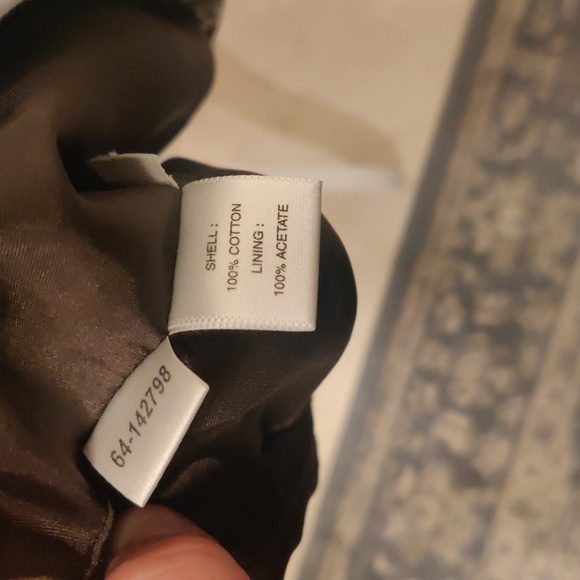 SHELL :
100% COTTON
LINING :
100% ACETATE
64-142798